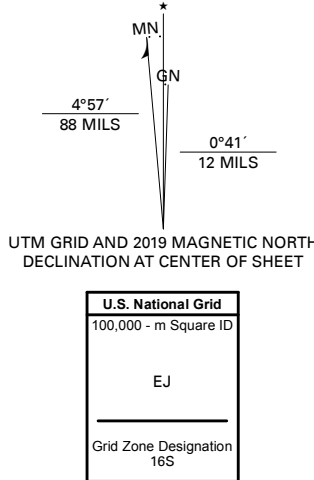 ★
MN
GN
4°57´
88 MILS
0°41´
12 MILS
UTM GRID AND 2019 MAGNETIC NORTH
DECLINATION AT CENTER OF SHEET
U.S. National Grid
100,000 - m Square ID
EJ
Grid Zone Designation
16S